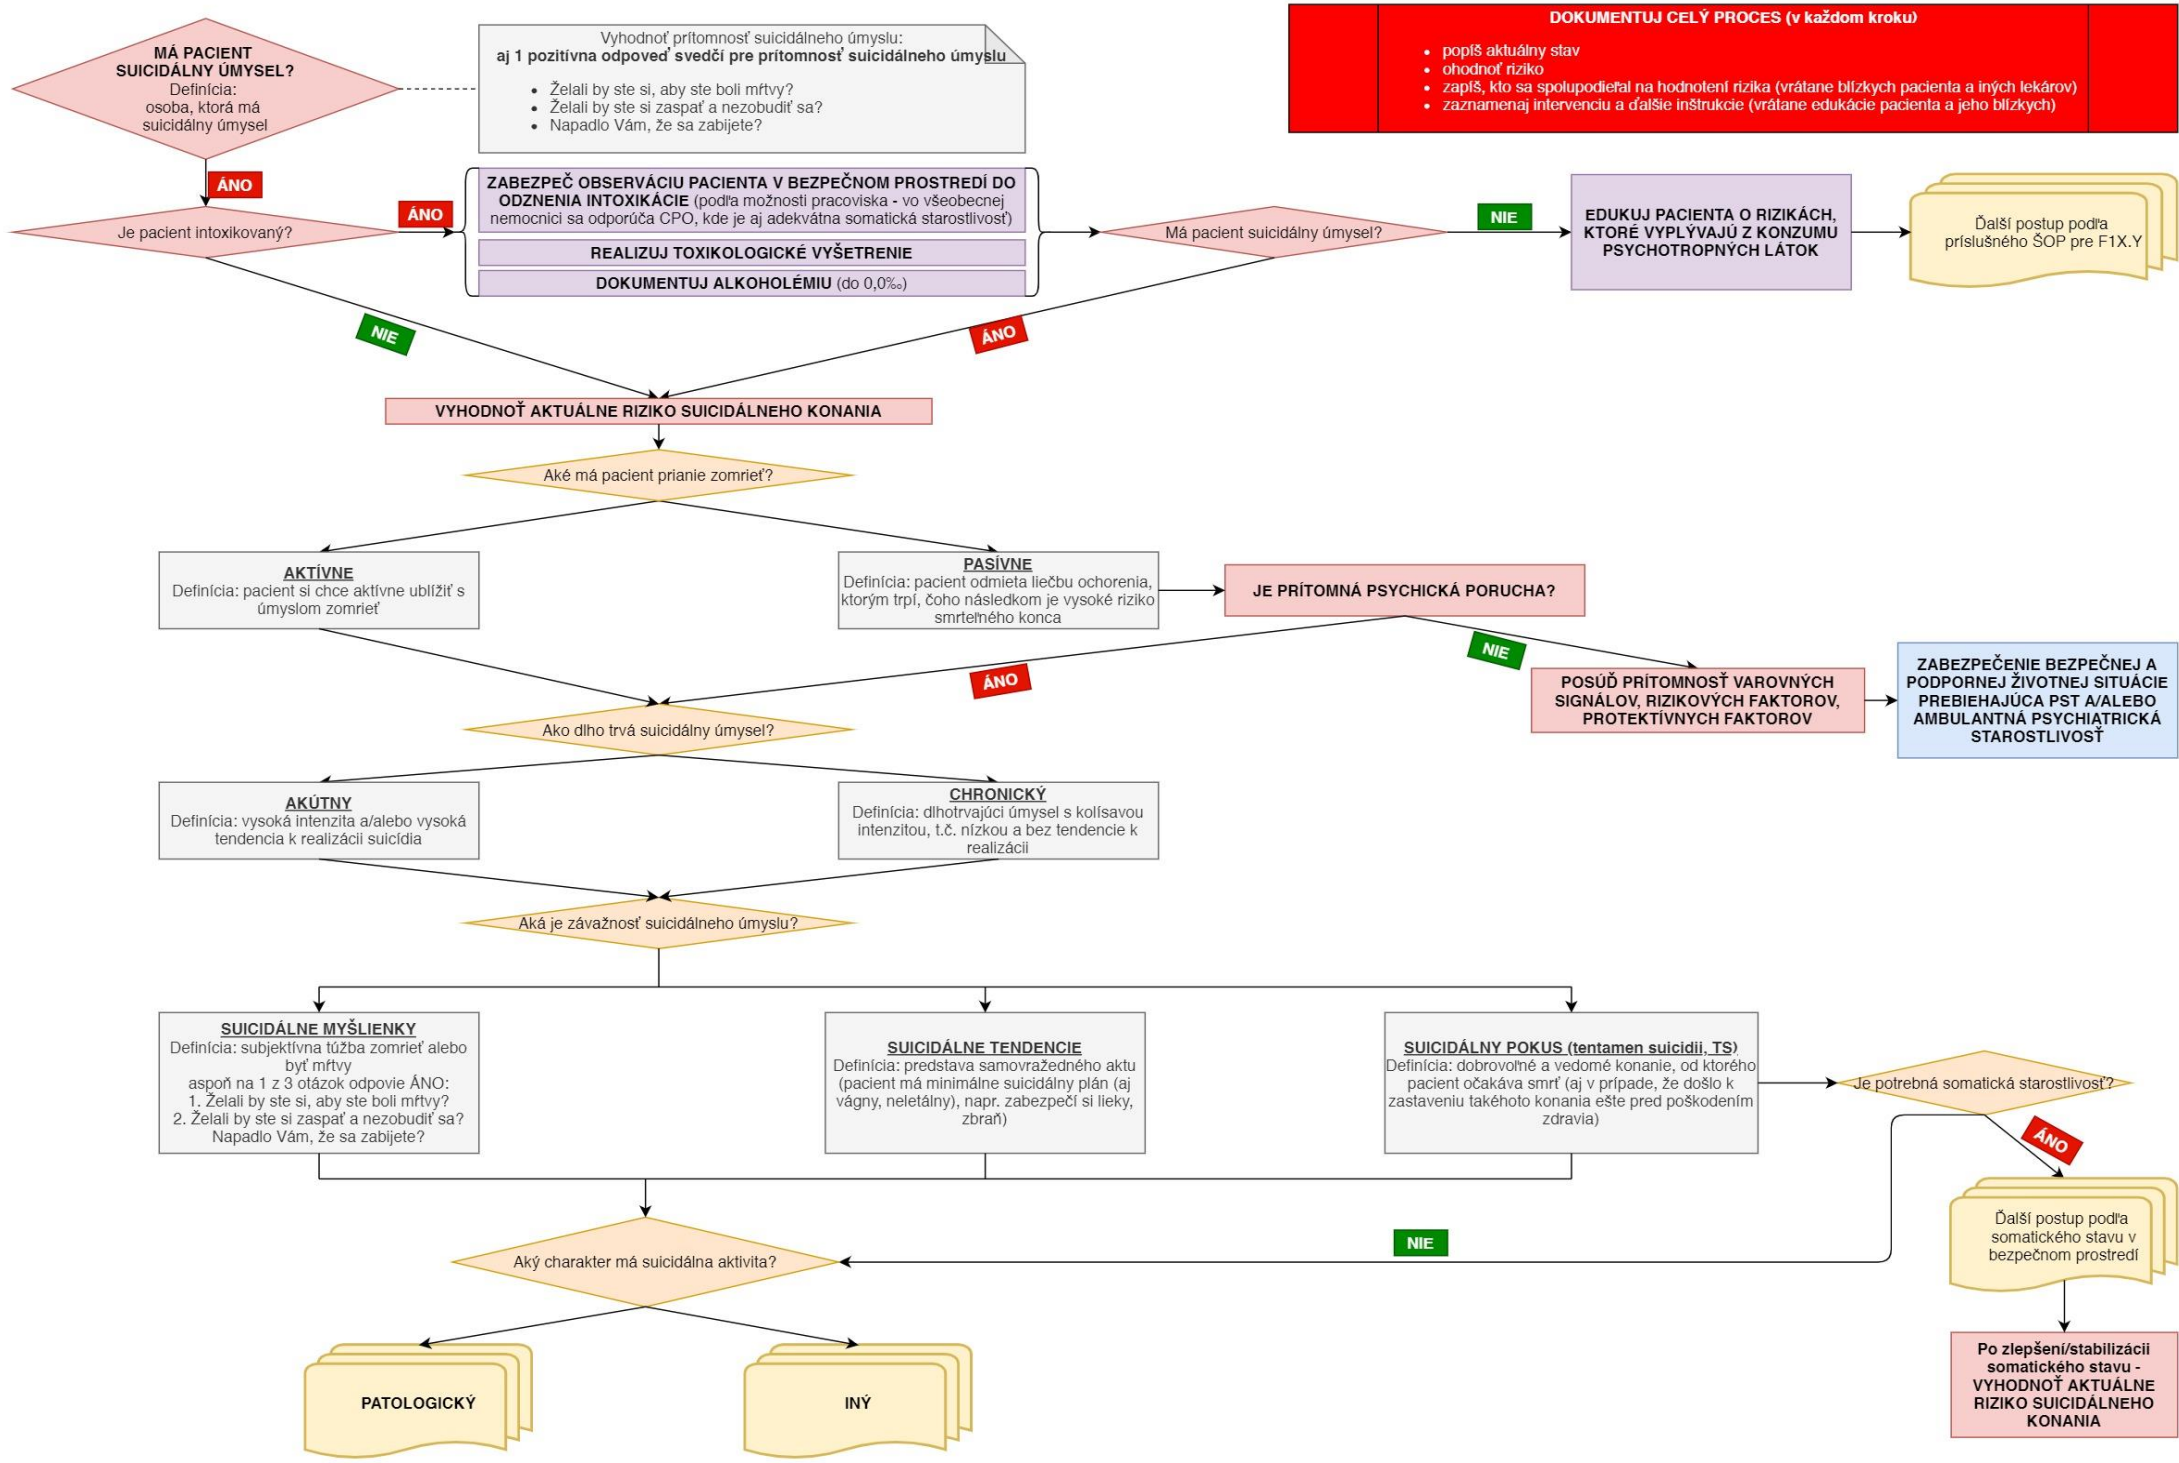 MÁ PACIENT
SUICIDÁLNY ÚMYSEL?
Definícia:
osoba, ktorá má
suicidálny úmysel
Vyhodnoť prítomnosť suicidálneho úmyslu:
aj 1 pozitívna odpoveď svedčí pre prítomnosť suicidálneho úmyslu
• Želali by ste si, aby ste boli mŕtvy?
• Želali by ste si zaspať a nezobudiť sa?
• Napadlo Vám, že sa zabijete?
DOKUMENTUJ CELÝ PROCES (v každom kroku)
• popíš aktuálny stav
• ohodnoť riziko
• zapíš, kto sa spolupodieľal na hodnotení rizika (vrátane blízkych pacienta a iných lekárov)
• zaznamenaj intervenciu a ďalšie inštrukcie (vrátane edukácie pacienta a jeho blízkych)
ÁNO
Je pacient intoxikovaný?
ÁNO
ZABEZPEČ OBSERVÁCIU PACIENTA V BEZPEČNOM PROSTREDÍ DO
ODZNENIA INTOXIKÁCIE (podľa možnosti pracoviska - vo všeobecnej
nemocnici sa odporúča CPO, kde je aj adekvátna somatická starostlivosť)
REALIZUJ TOXIKOLOGICKÉ VYŠETRENIE
DOKUMENTUJ ALKOHOLÉMIU (do 0,0‰)
Má pacient suicidálny úmysel?
NIE
EDUKUJ PACIENTA O RIZIKÁCH,
KTORÉ VYPLÝVAJÚ Z KONZUMU
PSYCHOTROPNÝCH LÁTOK
Ďalší postup podľa
príslušného ŠOP pre F1X.Y
NIE
ÁNO
VYHODNOŤ AKTUÁLNE RIZIKO SUICIDÁLNEHO KONANIA
Aké má pacient prianie zomrieť?
AKTÍVNE
Definícia: pacient si chce aktívne ublížiť s
úmyslom zomrieť
PASÍVNE
Definícia: pacient odmieta liečbu ochorenia,
ktorým trpí, čoho následkom je vysoké riziko
smrteľného konca
JE PRÍTOMNÁ PSYCHICKÁ PORUCHA?
ÁNO
NIE
POSÚĎ PRÍTOMNOSŤ VAROVNÝCH
SIGNÁLOV, RIZIKOVÝCH FAKTOROV,
PROTEKTÍVNYCH FAKTOROV
ZABEZPEČENIE BEZPEČNEJ A
PODPORNEJ ŽIVOTNEJ SITUÁCIE
PREBIEHAJÚCA PST A/ALEBO
AMBULANTNÁ PSYCHIATRICKÁ
STAROSTLIVOSŤ
Ako dlho trvá suicidálny úmysel?
AKÚTNY
Definícia: vysoká intenzita a/alebo vysoká
tendencia k realizácii suicídia
CHRONICKÝ
Definícia: dlhotrvajúci úmysel s kolísavou
intenzitou, t.č. nízkou a bez tendencie k
realizácii
Aká je závažnosť suicidálneho úmyslu?
SUICIDÁLNE MYŠLIENKY
Definícia: subjektívna túžba zomrieť alebo
byť mŕtvy
aspoň na 1 z 3 otázok odpovie ÁNO:
1. Želali by ste si, aby ste boli mŕtvy?
2. Želali by ste si zaspať a nezobudiť sa?
Napadlo Vám, že sa zabijete?
SUICIDÁLNE TENDENCIE
Definícia: predstava samovražedného aktu
(pacient má minimálne suicidálny plán (aj
vágny, neletálny), napr. zabezpečí si lieky,
zbraň)
SUICIDÁLNY POKUS (tentamen suicidii, TS)
Definícia: dobrovoľné a vedomé konanie, od ktorého
pacient očakáva smrť (aj v prípade, že došlo k
zastaveniu takéhoto konania ešte pred poškodením
zdravia)
Je potrebná somatická starostlivosť?
ÁNO
Ďalší postup podľa
somatického stavu v
bezpečnom prostredí
NIE
Aký charakter má suicidálna aktivita?
PATOLOGICKÝ
INÝ
Po zlepšení/stabilizácii
somatického stavu -
VYHODNOŤ AKTUÁLNE
RIZIKO SUICIDÁLNEHO
KONANIA